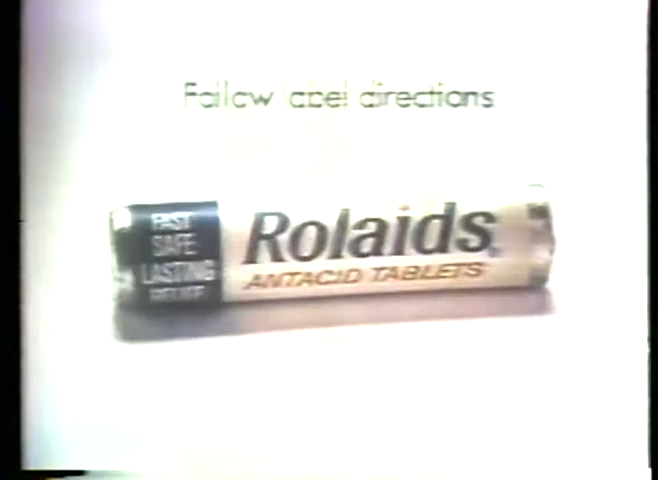 Follow label directions
FAST
SAFE
LASTING
RELIEF
Rolaids
ANTACID TABLETS